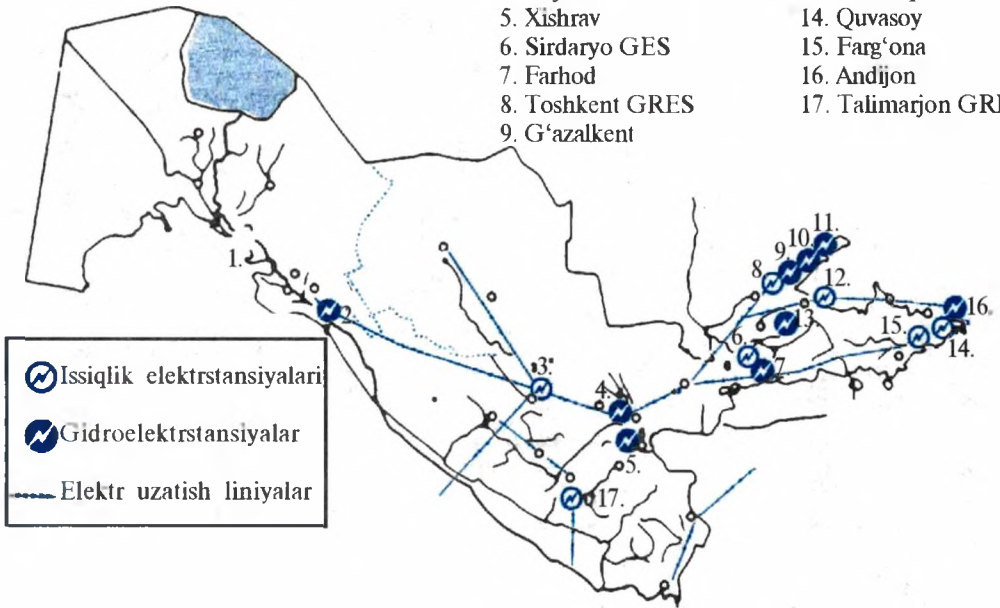 5. Xishrav
6. Sirdaryo GES
7. Farhod
8. Toshkent GRES
9. G‘azalkent
14. Quvasoy
15. Farg‘ona
16. Andijon
17. Talimarjon
11.
10.
9
8
12.
16.
1.
2
13
15.
14.
6.
7
3.
4.
5.
17.
Issiqlik elektrstansiyalari
Gidroelektrstansiyalar
Elektr uzatish liniyalar